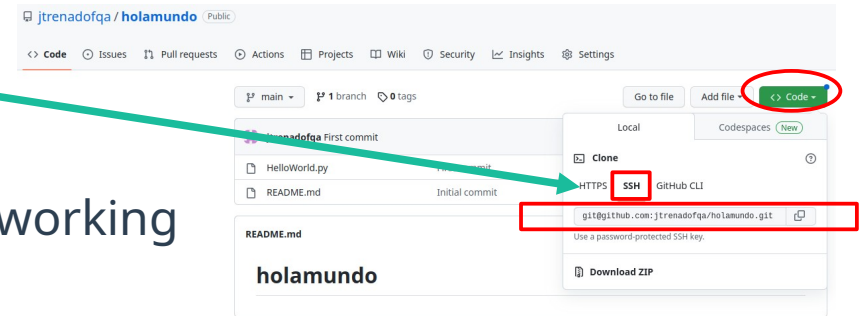 jtrenadofqa / holamundo Public
Code Issues Pull requests Actions Projects Wiki Security Insights Settings
main 1 branch 0 tags Go to file Add file Code
Local Codespaces New
jtrenadofqa First commit
Clone
HelloWorld.py First commit
HTTPS SSH GitHub CLI
README.md Initial commit
git@github.com:jtrenadofqa/holamundo.git
working
Use a password-protected SSH key.
README.md
Download ZIP
holamundo